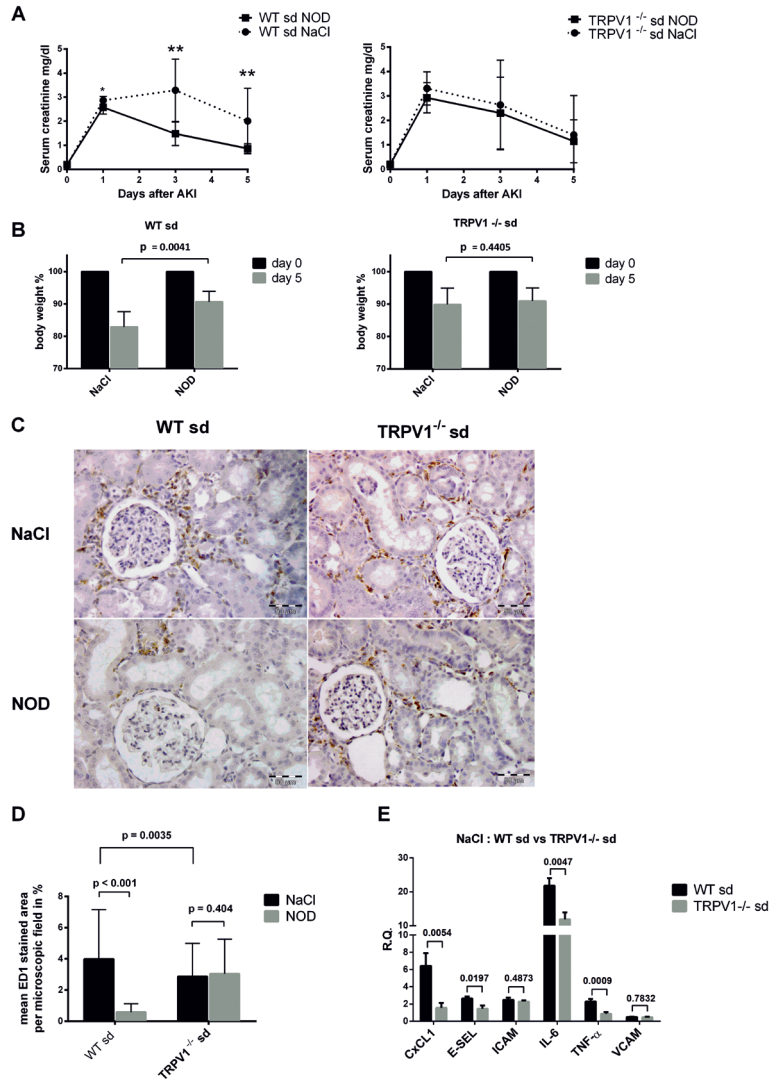 A
WT sd NOD
WT sd NaCl
TRPV1 -/- sd NOD
TRPV1 -/- sd NaCl
Serum creatinine mg/dl
5
4
3
2
1
0
*
**
**
0 1 2 3 4 5
Days after AKI
Serum creatinine mg/dl
5
4
3
2
1
0
0 1 2 3 4 5
Days after AKI
B
WT sd
p = 0.0041
day 0
day 5
body weight %
100
90
80
70
NaCl
NOD
TRPV1 -/- sd
p = 0.4405
day 0
day 5
body weight %
100
90
80
70
NaCl
NOD
C
WT sd
TRPV1-/- sd
NaCl
NOD
D
p = 0.0035
p < 0.001
p = 0.404
NaCl
NOD
mean ED1 stained area
per microscopic field in %
8
6
4
2
0
WT sd
TRPV1 -/- sd
E
NaCl : WT sd vs TRPV1-/- sd
WT sd
TRPV1-/- sd
R.Q.
30
20
10
8
6
4
2
0
0.0054
0.0197
0.4873
0.0047
0.0009
0.7832
CxCL1
E-SEL
ICAM
IL-6
TNF-α
VCAM